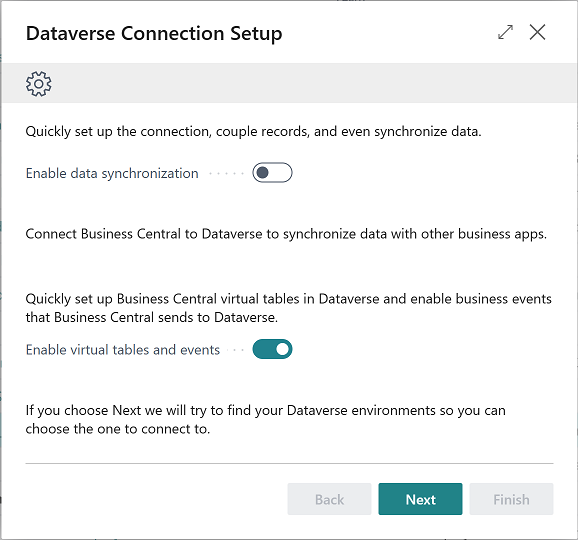 Dataverse Connection Setup
Quickly set up the connection, couple records, and even synchronize data.
Enable data synchronization
Connect Business Central to Dataverse to synchronize data with other business apps.
Quickly set up Business Central virtual tables in Dataverse and enable business events
that Business Central sends to Dataverse.
Enable virtual tables and events
If you choose Next we will try to find your Dataverse environments so you can
choose the one to connect to.
Back Next Finish